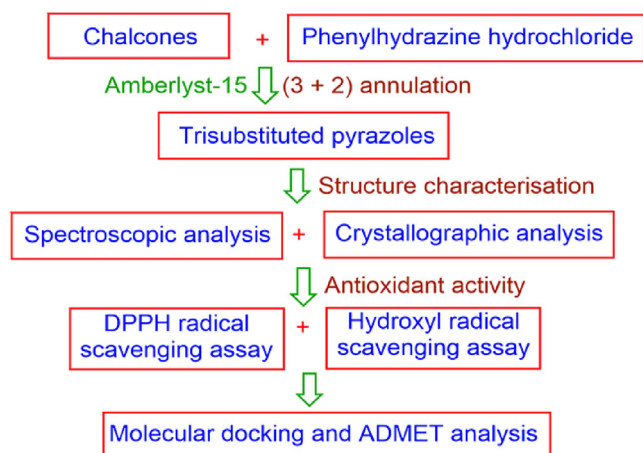 Chalcones + Phenylhydrazine hydrochloride
Amberlyst-15 (3 + 2) annulation
Trisubstituted pyrazoles
Structure characterisation
Spectroscopic analysis + Crystallographic analysis
Antioxidant activity
DPPH radical
scavenging assay
+
Hydroxyl radical
scavenging assay
Molecular docking and ADMET analysis